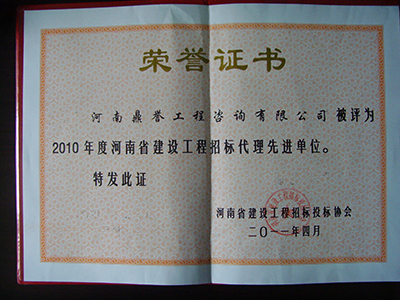 荣誉证书
河南鼎誉工程咨询有限公司被评为
2010年度河南省建设工程招标代理先进单位。
特发此证
河南省建设工程招标投标协会
二〇一一年四月